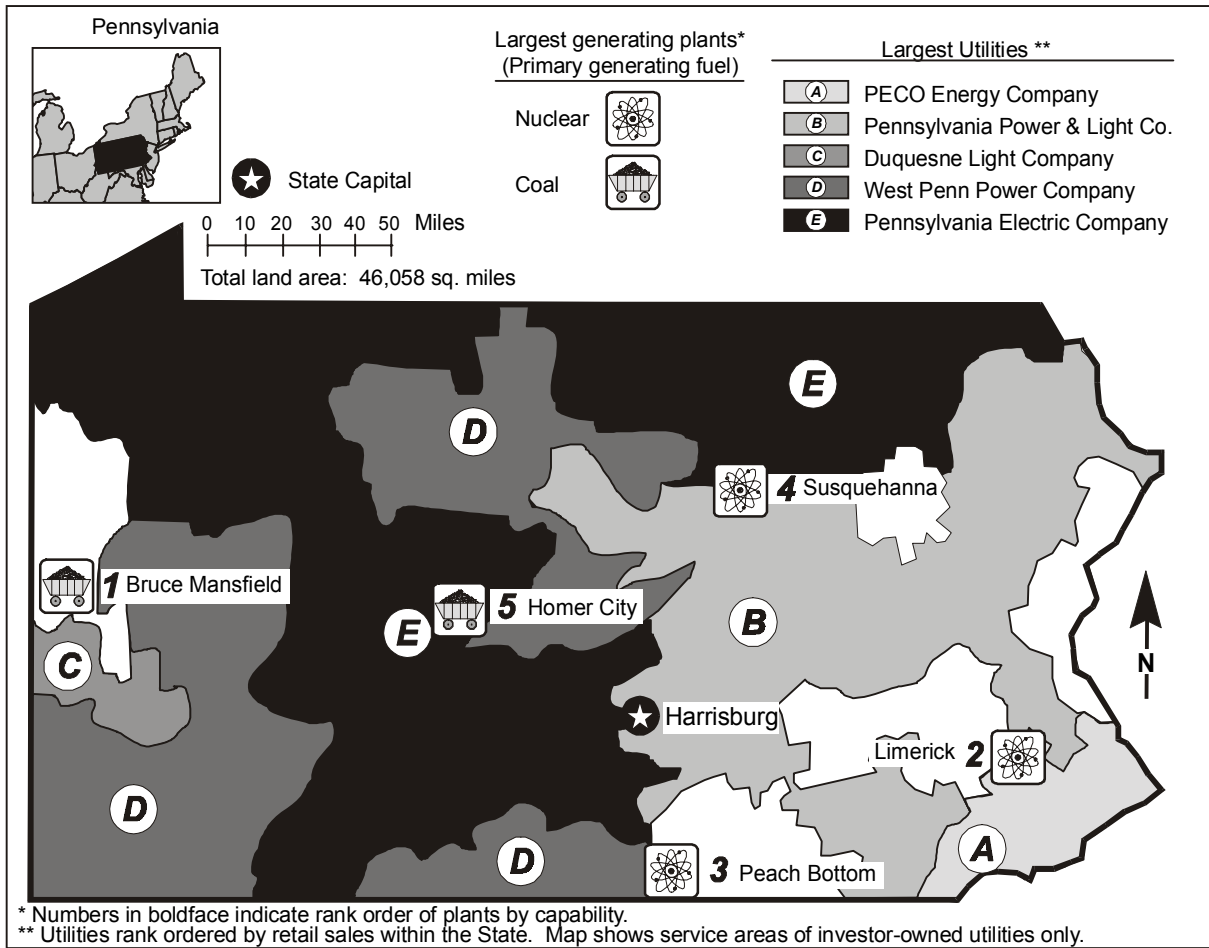 Pennsylvania
State Capital
0 10 20 30 40 50 Miles
Total land area: 46,058 sq. miles
Largest generating plants*
(Primary generating fuel)
Nuclear
Coal
Largest Utilities **
A PECO Energy Company
B Pennsylvania Power & Light Co.
C Duquesne Light Company
D West Penn Power Company
E Pennsylvania Electric Company
E
D
4 Susquehanna
1 Bruce Mansfield
5 Homer City
E
B
C
N
Harrisburg
Limerick 2
D
D
A
3 Peach Bottom
* Numbers in boldface indicate rank order of plants by capability.
** Utilities rank ordered by retail sales within the State. Map shows service areas of investor-owned utilities only.